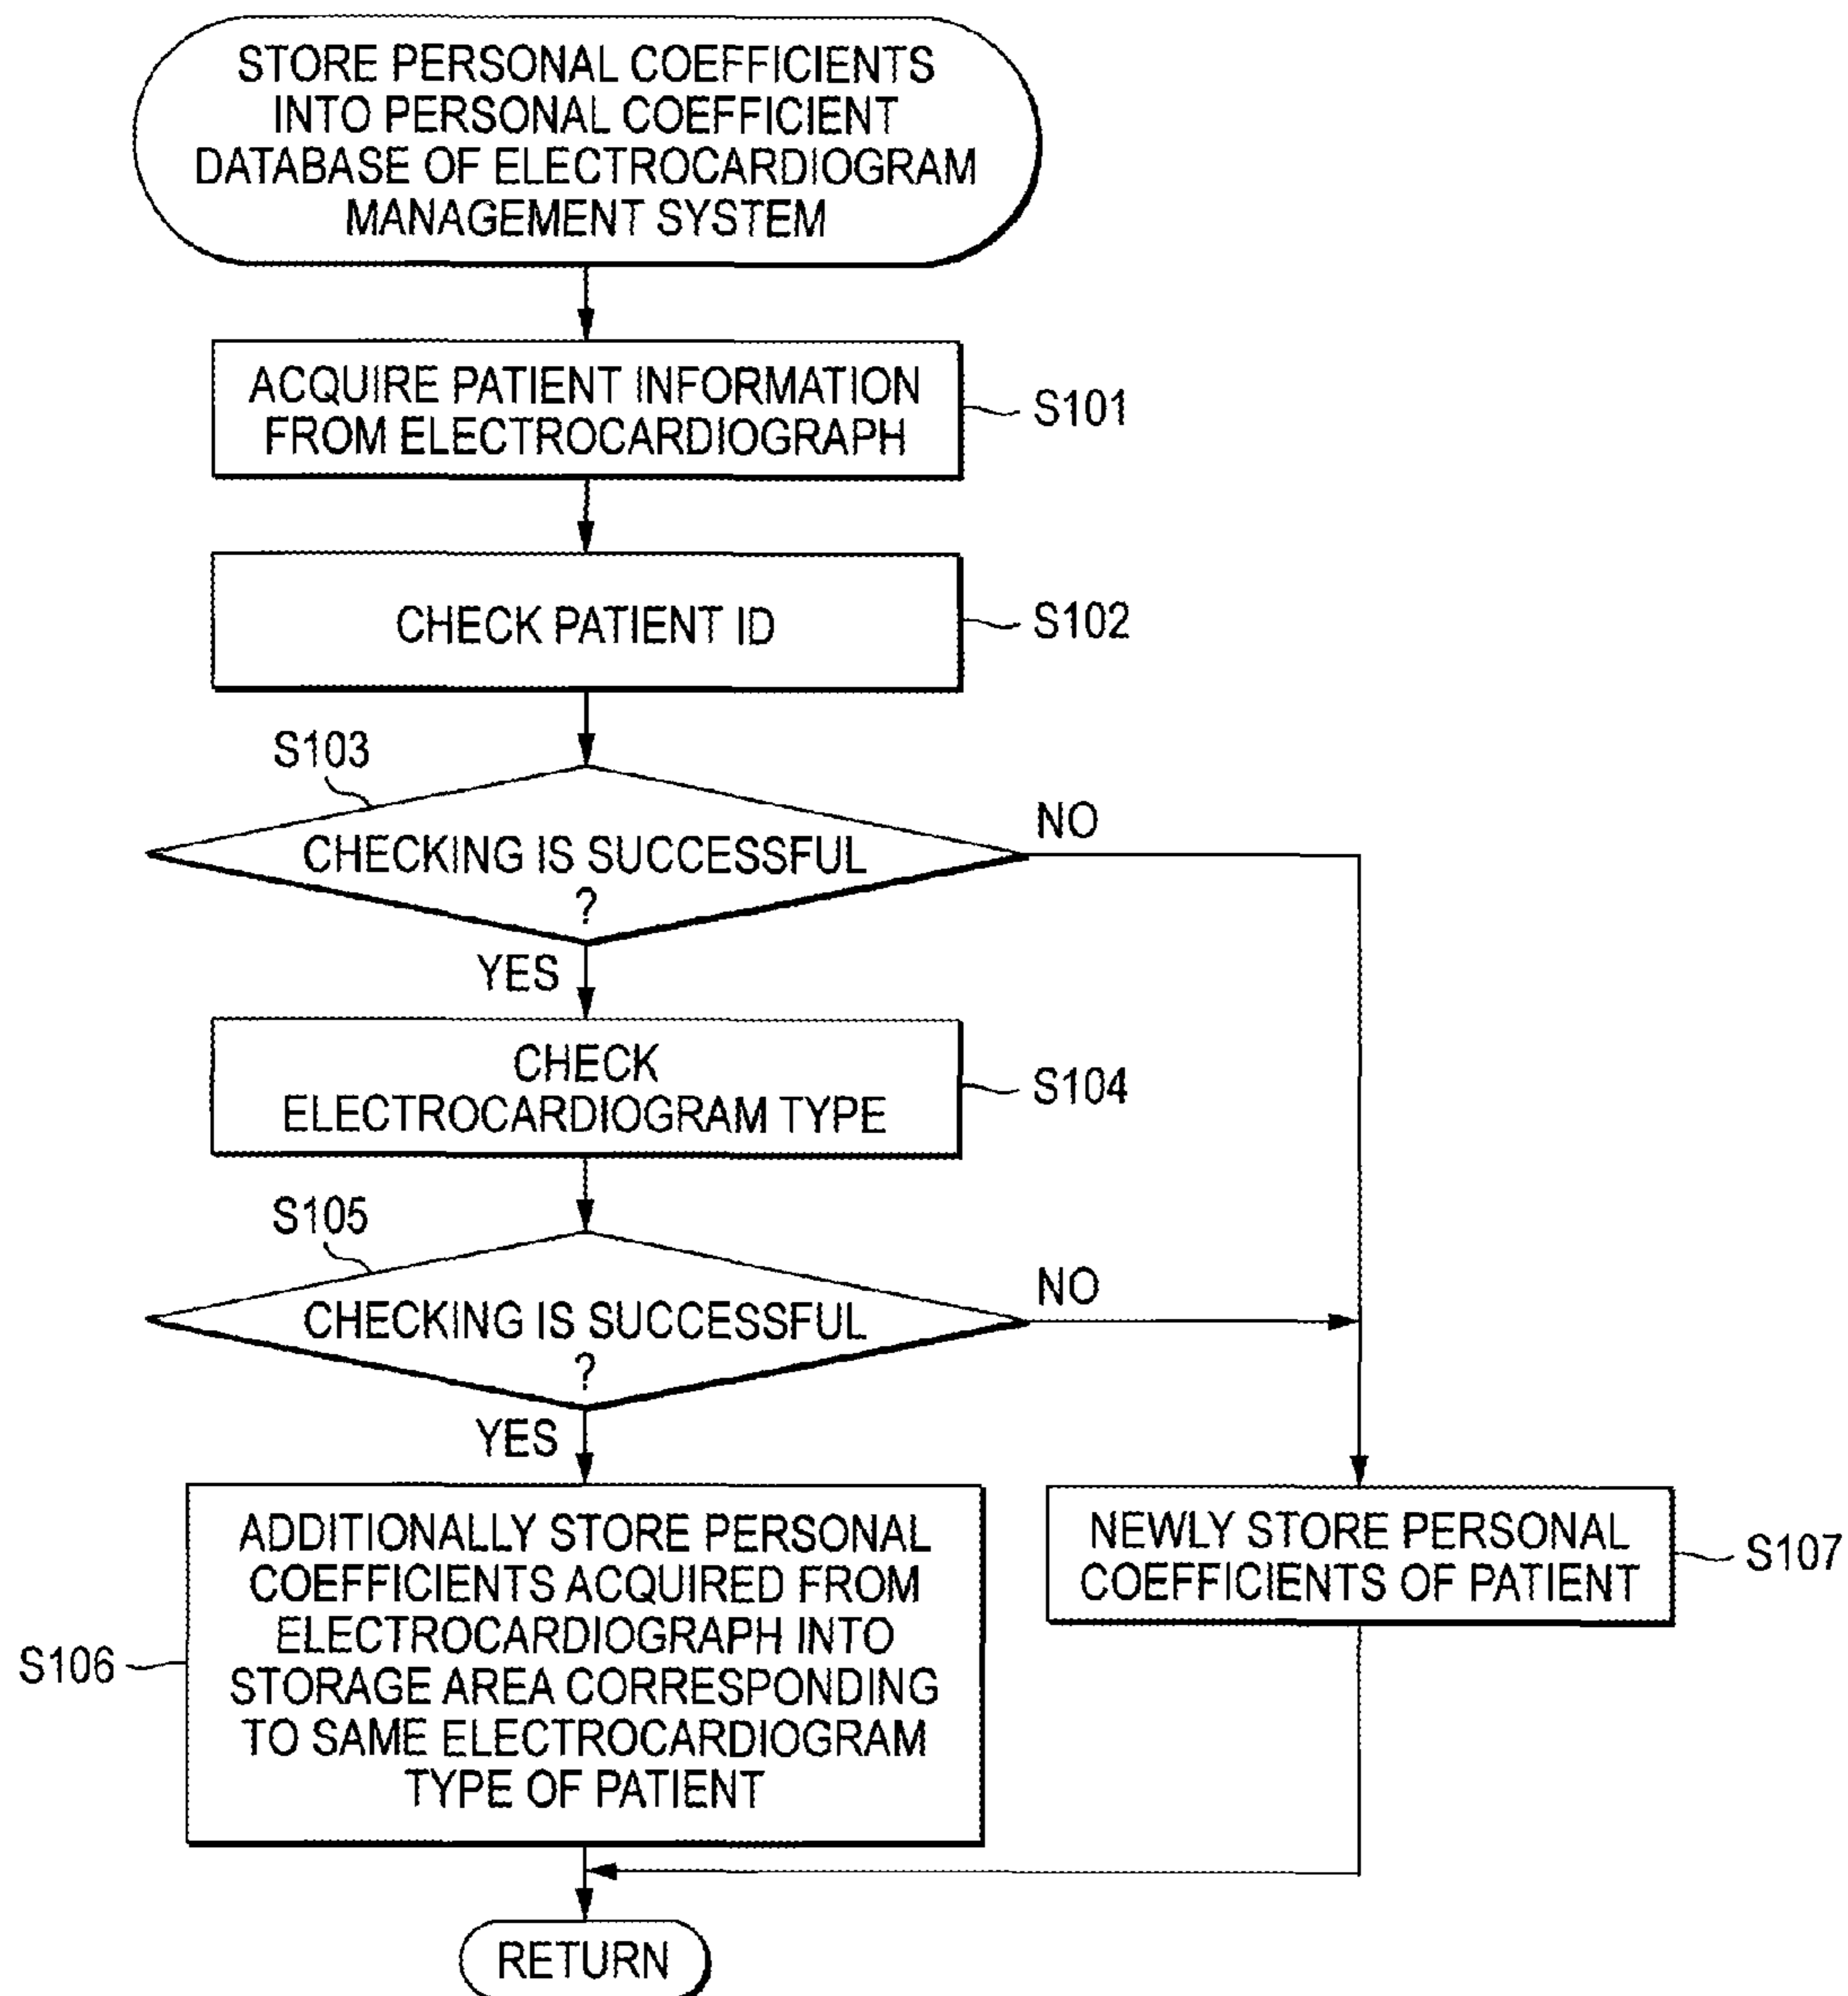 STORE PERSONAL COEFFICIENTS
INTO PERSONAL COEFFICIENT
DATABASE OF ELECTROCARDIOGRAM
MANAGEMENT SYSTEM
ACQUIRE PATIENT INFORMATION
FROM ELECTROCARDIOGRAPH
S101
CHECK PATIENT ID
S102
S103
CHECKING IS SUCCESSFUL
?
NO
YES
CHECK
ELECTROCARDIOGRAM TYPE
S104
S105
CHECKING IS SUCCESSFUL
?
NO
YES
ADDITIONALLY STORE PERSONAL
COEFFICIENTS ACQUIRED FROM
ELECTROCARDIOGRAPH INTO
STORAGE AREA CORRESPONDING
TO SAME ELECTROCARDIOGRAM
TYPE OF PATIENT
S106
NEWLY STORE PERSONAL
COEFFICIENTS OF PATIENT
S107
RETURN